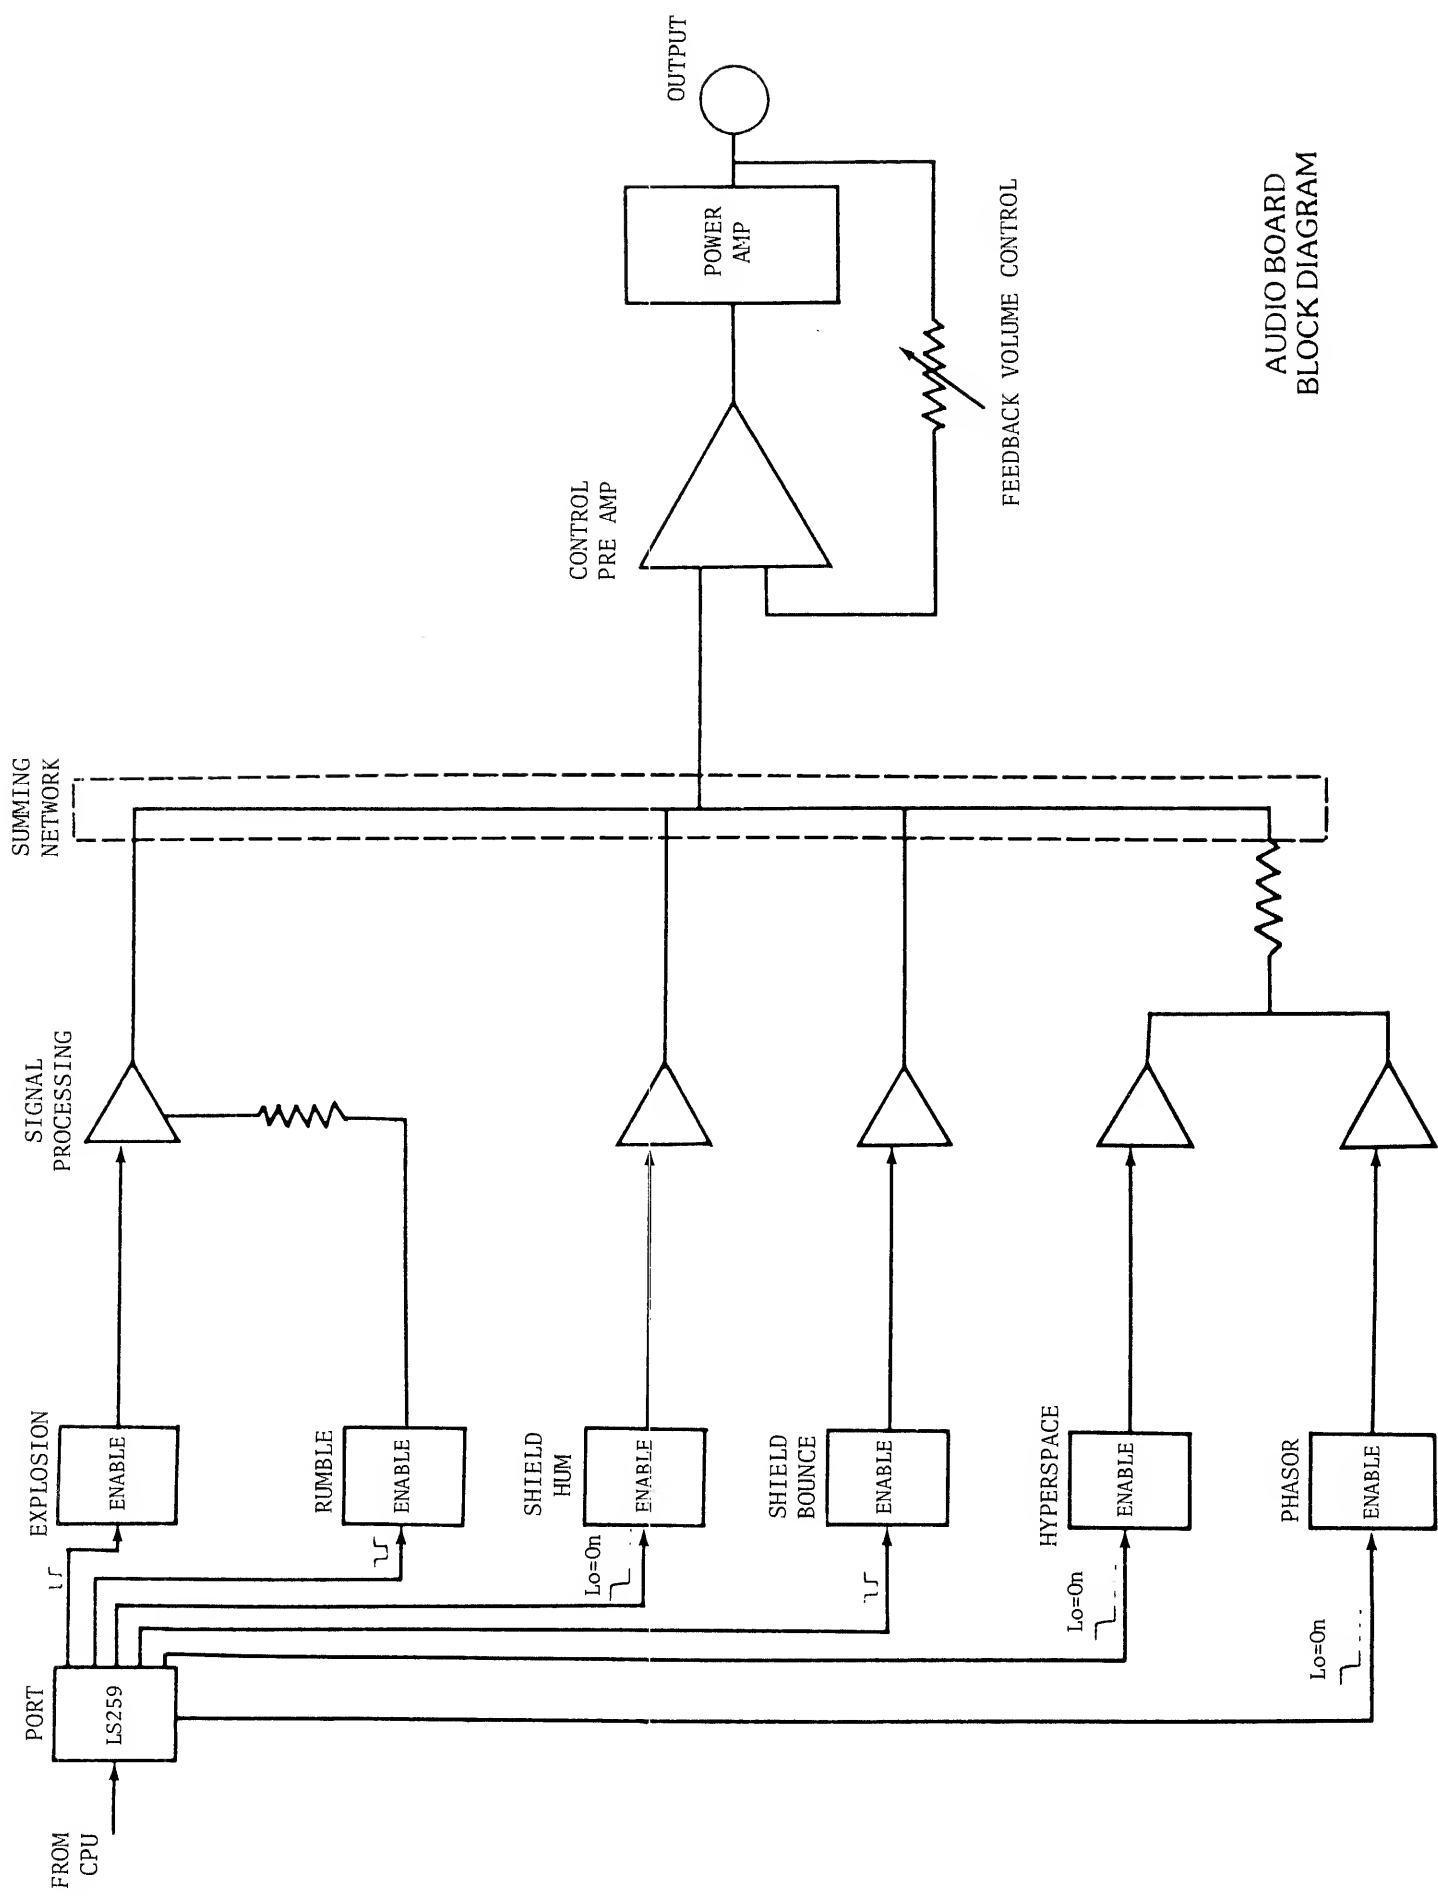 FROM
CPU
PORT
LS259
EXPLOSION
ENABLE
RUMBLE
ENABLE
Lo=On
SHIELD
HUM
ENABLE
SHIELD
BOUNCE
ENABLE
Lo=On
HYPERSPACE
ENABLE
Lo=On
PHASOR
ENABLE
SIGNAL
PROCESSING
SUMMING
NETWORK
CONTROL
PRE AMP
POWER
AMP
OUTPUT
FEEDBACK VOLUME CONTROL
AUDIO BOARD
BLOCK DIAGRAM